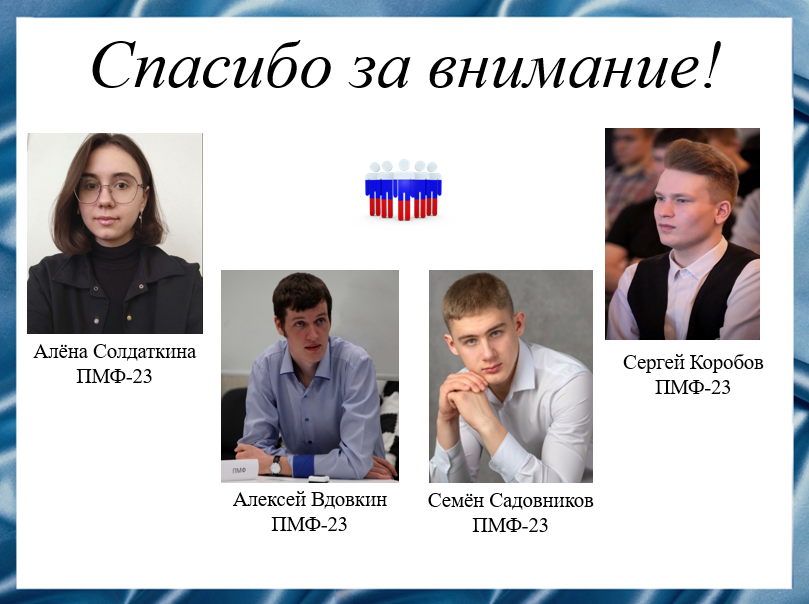 Спасибо за внимание!
Алёна Солдаткина
ПМФ-23
Алексей Вдовкин
ПМФ-23
Семён Садовников
ПМФ-23
Сергей Коробов
ПМФ-23
ПМФ